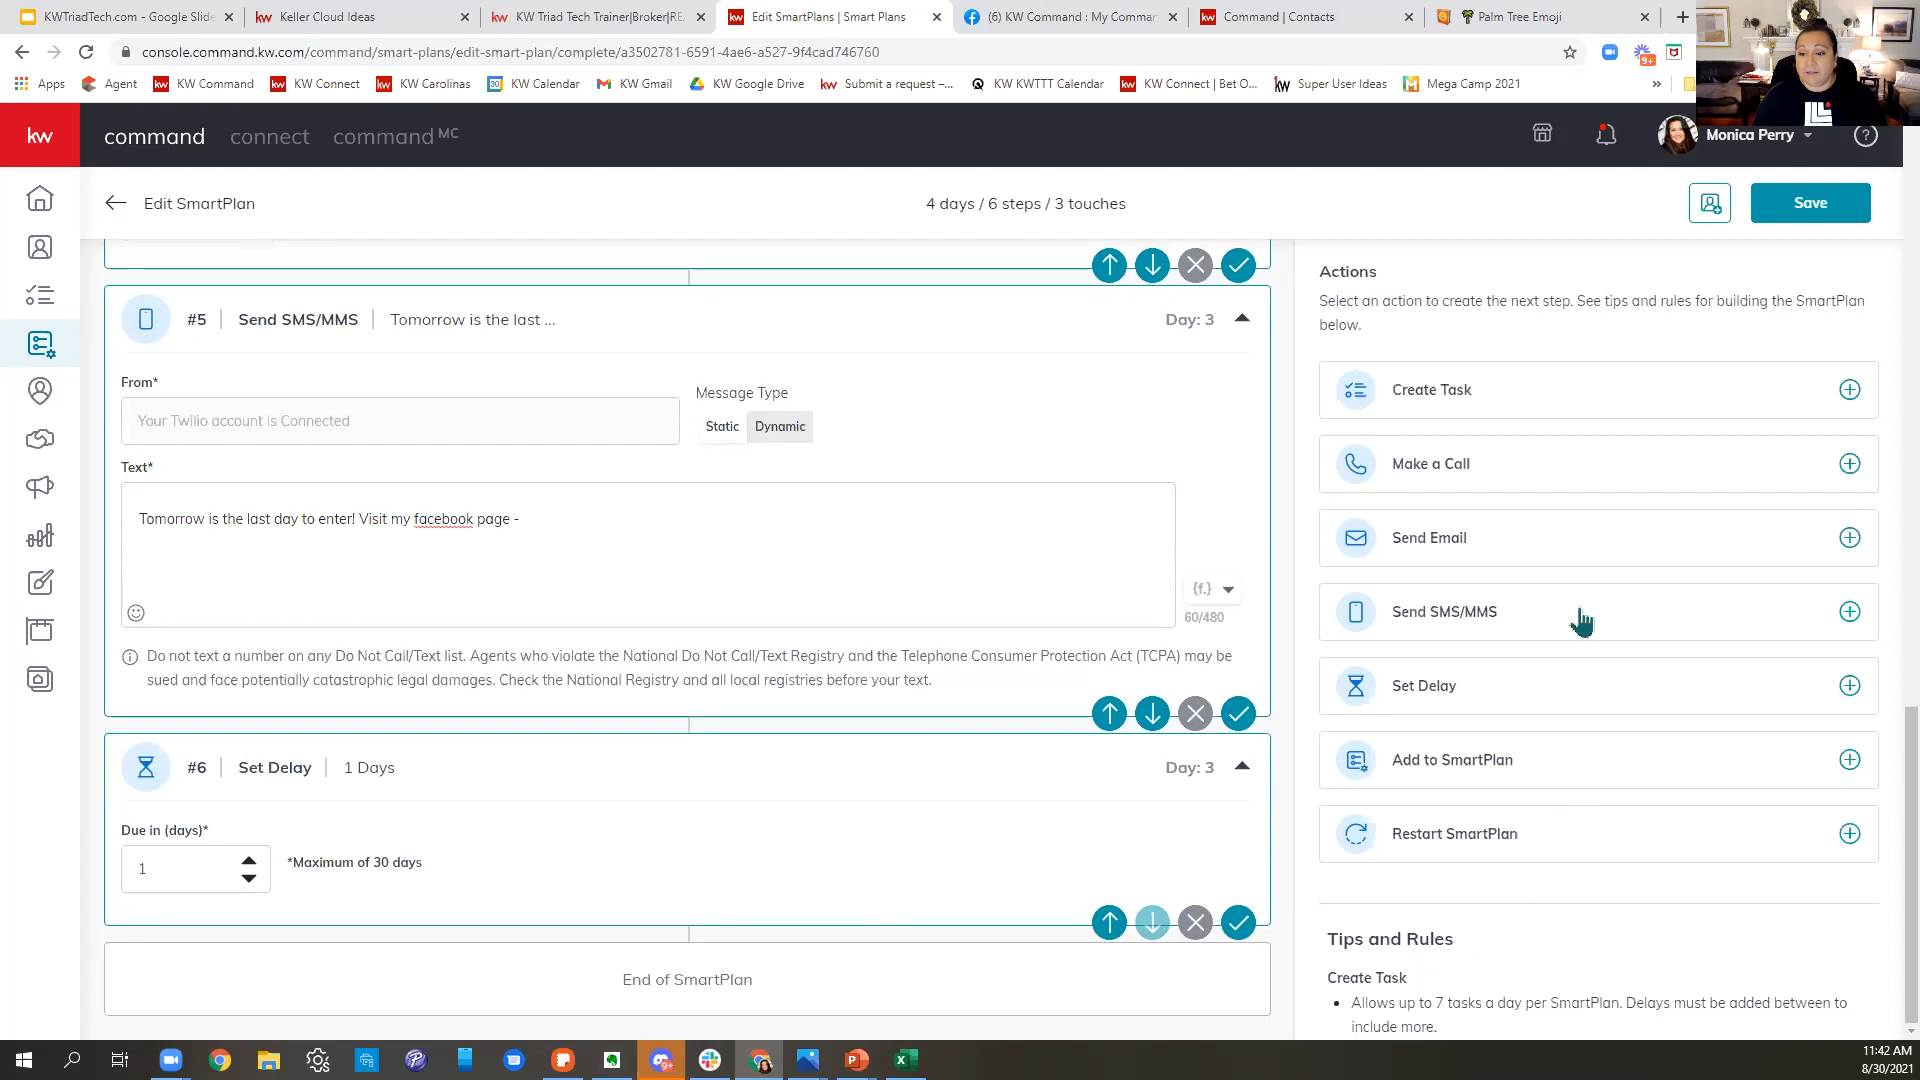 KWTriadTech.com - Google Slide
Keller Cloud Ideas
KW Triad Tech Trainer|Broker|RE
Edit SmartPlans | Smart Plans
(6) KW Command : My Comman
Command | Contacts
Palm Tree Emoji
console.command.kw.com/command/smart-plans/edit-smart-plan/complete/a3502781-6591-4ae6-a527-9f4cad746760
9+
Apps
Agent
KW Command
KW Connect
KW Carolinas
KW Calendar
KW Gmail
KW Google Drive
Submit a request –...
KW KWTTT Calendar
KW Connect | Bet O...
Super User Ideas
Mega Camp 2021
»
kw
command
connect
command MC
Monica Perry
Edit SmartPlan
4 days / 6 steps / 3 touches
Save
#5
Send SMS/MMS
Tomorrow is the last ...
Day: 3
From*
Your Twilio account is Connected
Message Type
Static
Dynamic
Text*
Tomorrow is the last day to enter! Visit my facebook page -
{f.}
60/480
Do not text a number on any Do Not Call/Text list. Agents who violate the National Do Not Call/Text Registry and the Telephone Consumer Protection Act (TCPA) may be
sued and face potentially catastrophic legal damages. Check the National Registry and all local registries before your text.
#6
Set Delay
1 Days
Day: 3
Due in (days)*
1
*Maximum of 30 days
End of SmartPlan
Actions
Select an action to create the next step. See tips and rules for building the SmartPlan
below.
Create Task
Make a Call
Send Email
Send SMS/MMS
Set Delay
Add to SmartPlan
Restart SmartPlan
Tips and Rules
Create Task
• Allows up to 7 tasks a day per SmartPlan. Delays must be added between to
include more.
11:42 AM
8/30/2021